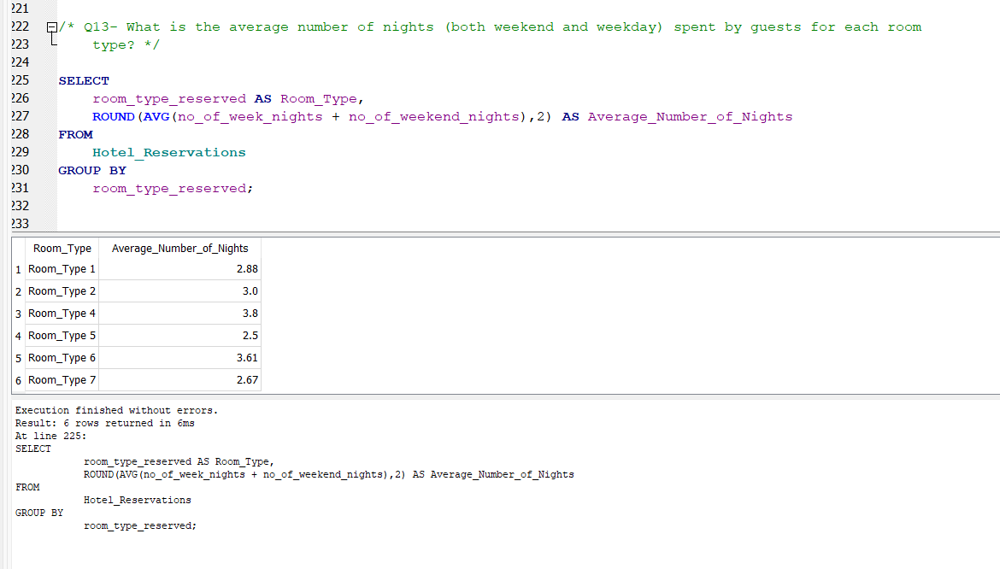 221
222 /* Q13- What is the average number of nights (both weekend and weekday) spent by guests for each room
223 type? */
224
225 SELECT
226 room_type_reserved AS Room_Type,
227 ROUND(AVG(no_of_week_nights + no_of_weekend_nights),2) AS Average_Number_of_Nights
228 FROM
229 Hotel_Reservations
230 GROUP BY
231 room_type_reserved;
232
233
Room_Type Average_Number_of_Nights
1 Room_Type 1 2.88
2 Room_Type 2 3.0
3 Room_Type 4 3.8
4 Room_Type 5 2.5
5 Room_Type 6 3.61
6 Room_Type 7 2.67
Execution finished without errors.
Result: 6 rows returned in 6ms
At line 225:
SELECT
room_type_reserved AS Room_Type,
ROUND(AVG(no_of_week_nights + no_of_weekend_nights),2) AS Average_Number_of_Nights
FROM
Hotel_Reservations
GROUP BY
room_type_reserved;